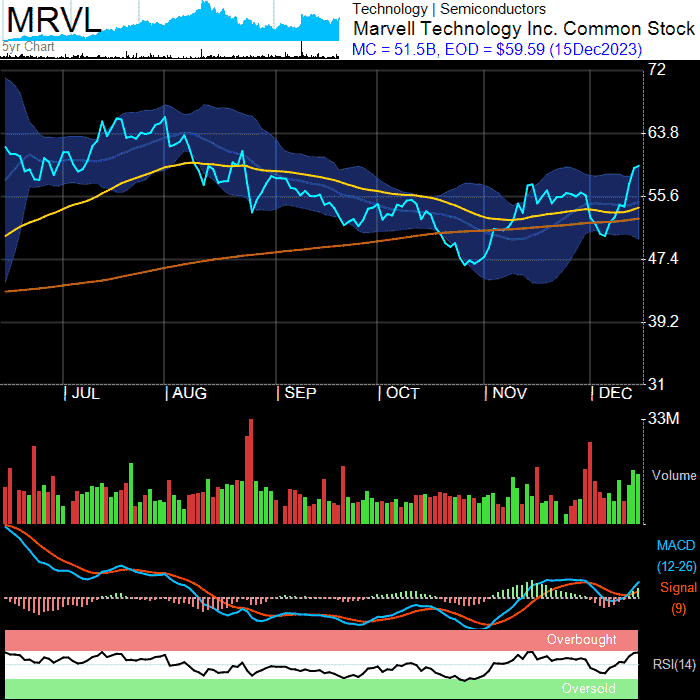 MRVL
5yr Chart
Technology | Semiconductors
Marvell Technology Inc. Common Stock
MC = 51.5B, EOD = $59.59 (15Dec2023)
72
63.8
55.6
47.4
39.2
31
| JUL | AUG | SEP | OCT | NOV | DEC
33M
Volume
MACD
(12-26)
Signal
(9)
Overbought
RSI(14)
Oversold